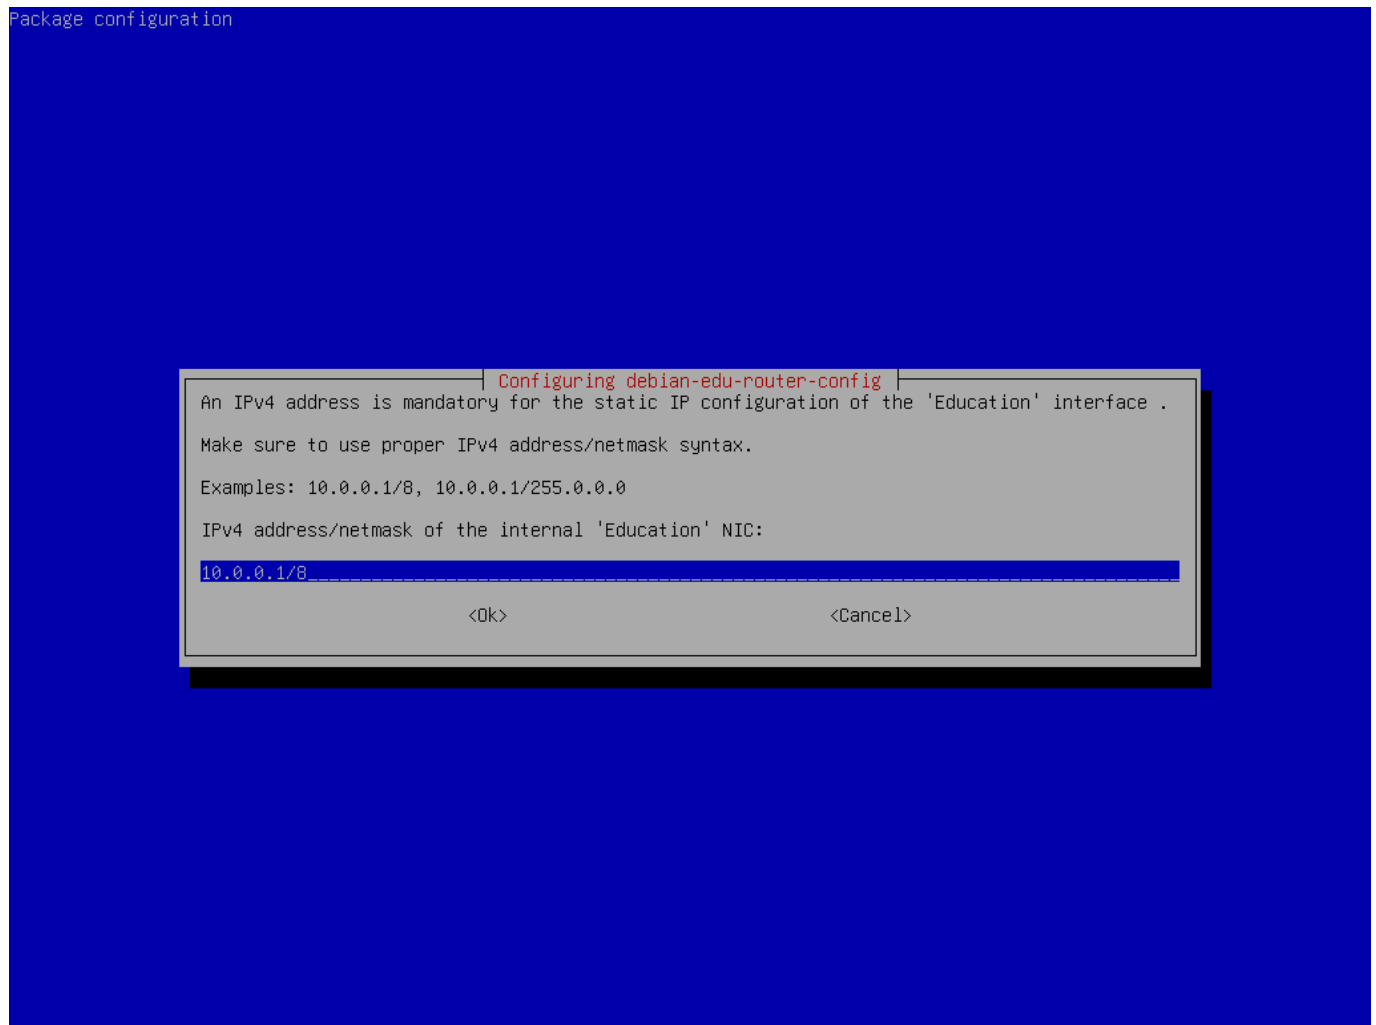 Package configuration
Configuring debian-edu-router-config
An IPv4 address is mandatory for the static IP configuration of the 'Education' interface .
Make sure to use proper IPv4 address/netmask syntax.
Examples: 10.0.0.1/8, 10.0.0.1/255.0.0.0
IPv4 address/netmask of the internal 'Education' NIC:
10.0.0.1/8
<Ok> <Cancel>